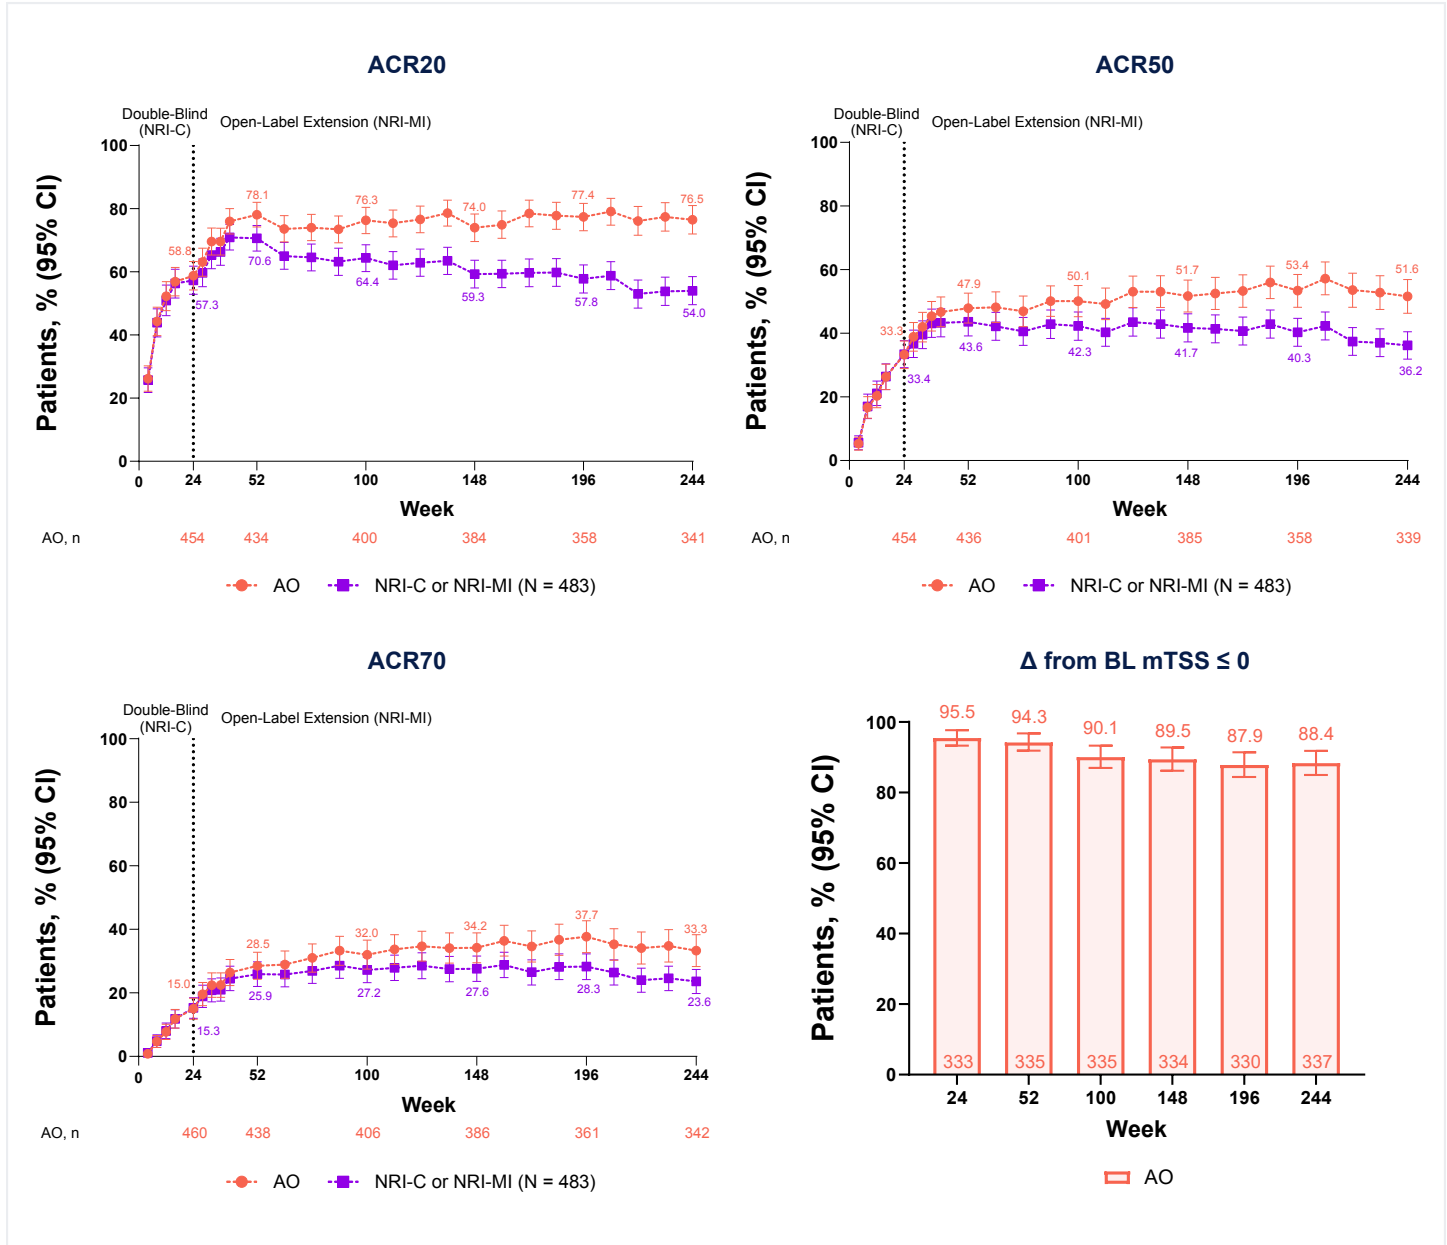 ACR20
Double-Blind
(NRI-C)
Open-Label Extension (NRI-MI)
Patients, % (95% CI)
100
80
60
40
20
0
58.8
78.1
76.3
74.0
77.4
76.5
57.3
70.6
64.4
59.3
57.8
54.0
0 24 52 100 148 196 244
Week
AO, n 454 434 400 384 358 341
AO NRI-C or NRI-MI (N = 483)
ACR50
Double-Blind
(NRI-C)
Open-Label Extension (NRI-MI)
Patients, % (95% CI)
100
80
60
40
20
0
33.3
47.9
50.1
51.7
53.4
51.6
33.4
43.6
42.3
41.7
40.3
36.2
0 24 52 100 148 196 244
Week
AO, n 454 436 401 385 358 339
AO NRI-C or NRI-MI (N = 483)
ACR70
Double-Blind
(NRI-C)
Open-Label Extension (NRI-MI)
Patients, % (95% CI)
100
80
60
40
20
0
15.0
28.5
32.0
34.2
37.7
33.3
15.3
25.9
27.2
27.6
28.3
23.6
0 24 52 100 148 196 244
Week
AO, n 460 438 406 386 361 342
AO NRI-C or NRI-MI (N = 483)
Δ from BL mTSS ≤ 0
Patients, % (95% CI)
100
80
60
40
20
0
95.5 94.3 90.1 89.5 87.9 88.4
333 335 335 334 330 337
24 52 100 148 196 244
Week
AO